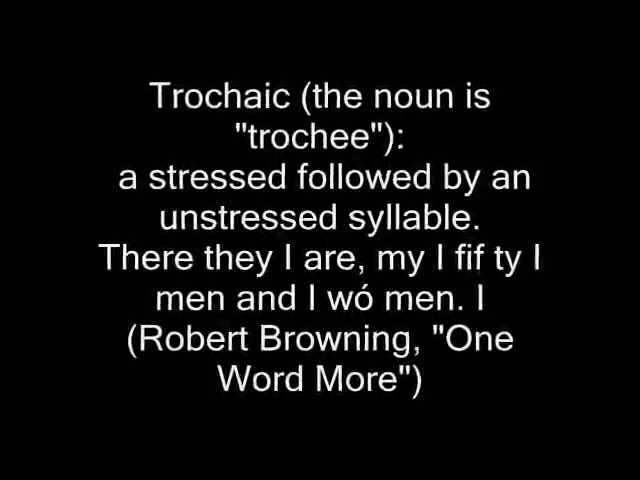 Trochaic (the noun is
"trochee"):
a stressed followed by an
unstressed syllable.
There they I are, my I fif ty I
men and I wó men. I
(Robert Browning, "One
Word More")